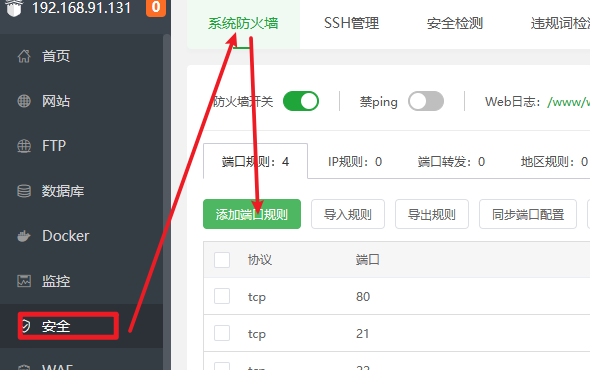 192.168.91.131 0
首页
网站
FTP
数据库
Docker
监控
安全
WAF
系统防火墙 SSH管理 安全检测 违规词检测
防火墙开关 禁ping Web日志：/www/w
端口规则：4 IP规则：0 端口转发：0 地区规则：0
添加端口规则 导入规则 导出规则 同步端口配置
协议 端口
tcp 80
tcp 21
tcp 22